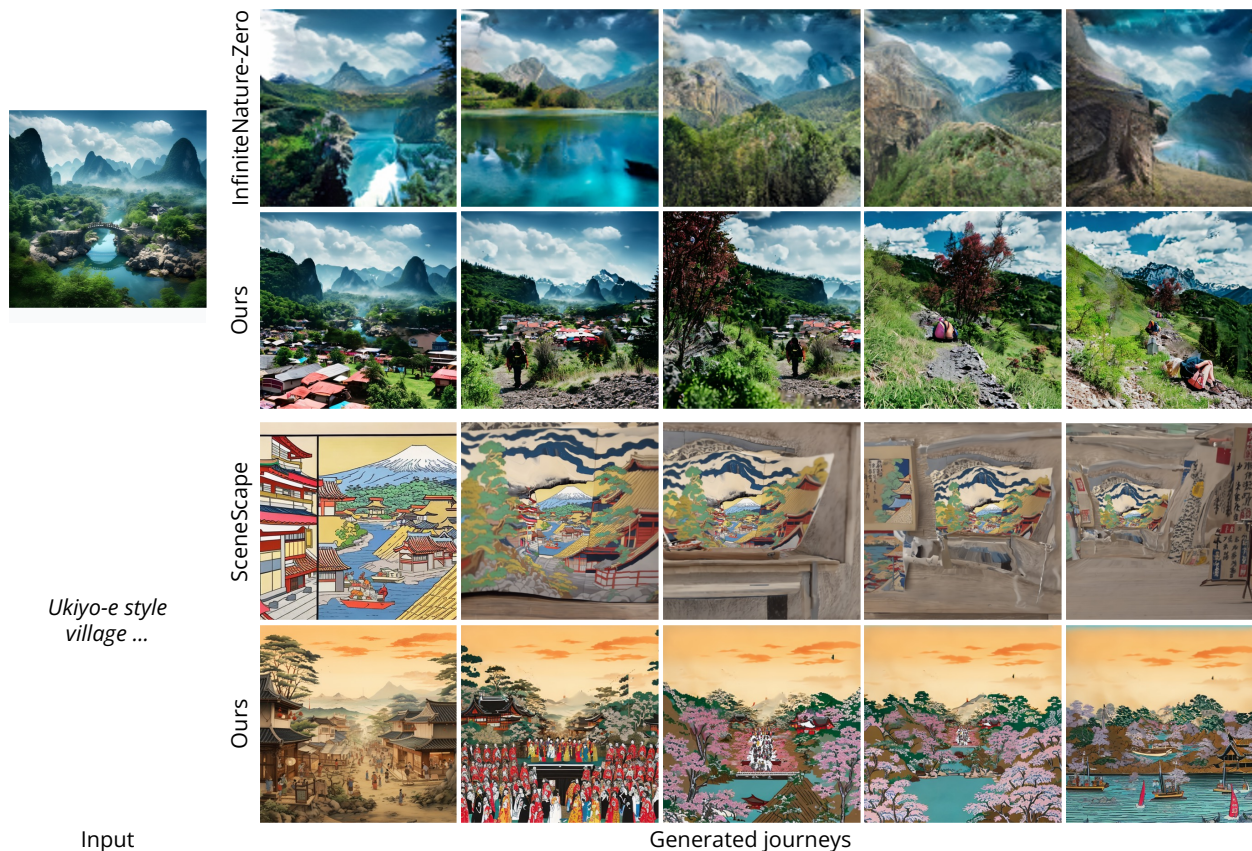 InfiniteNature-Zero
Ours
SceneScape
Ukiyo-e style
village ...
Ours
Input
Generated journeys